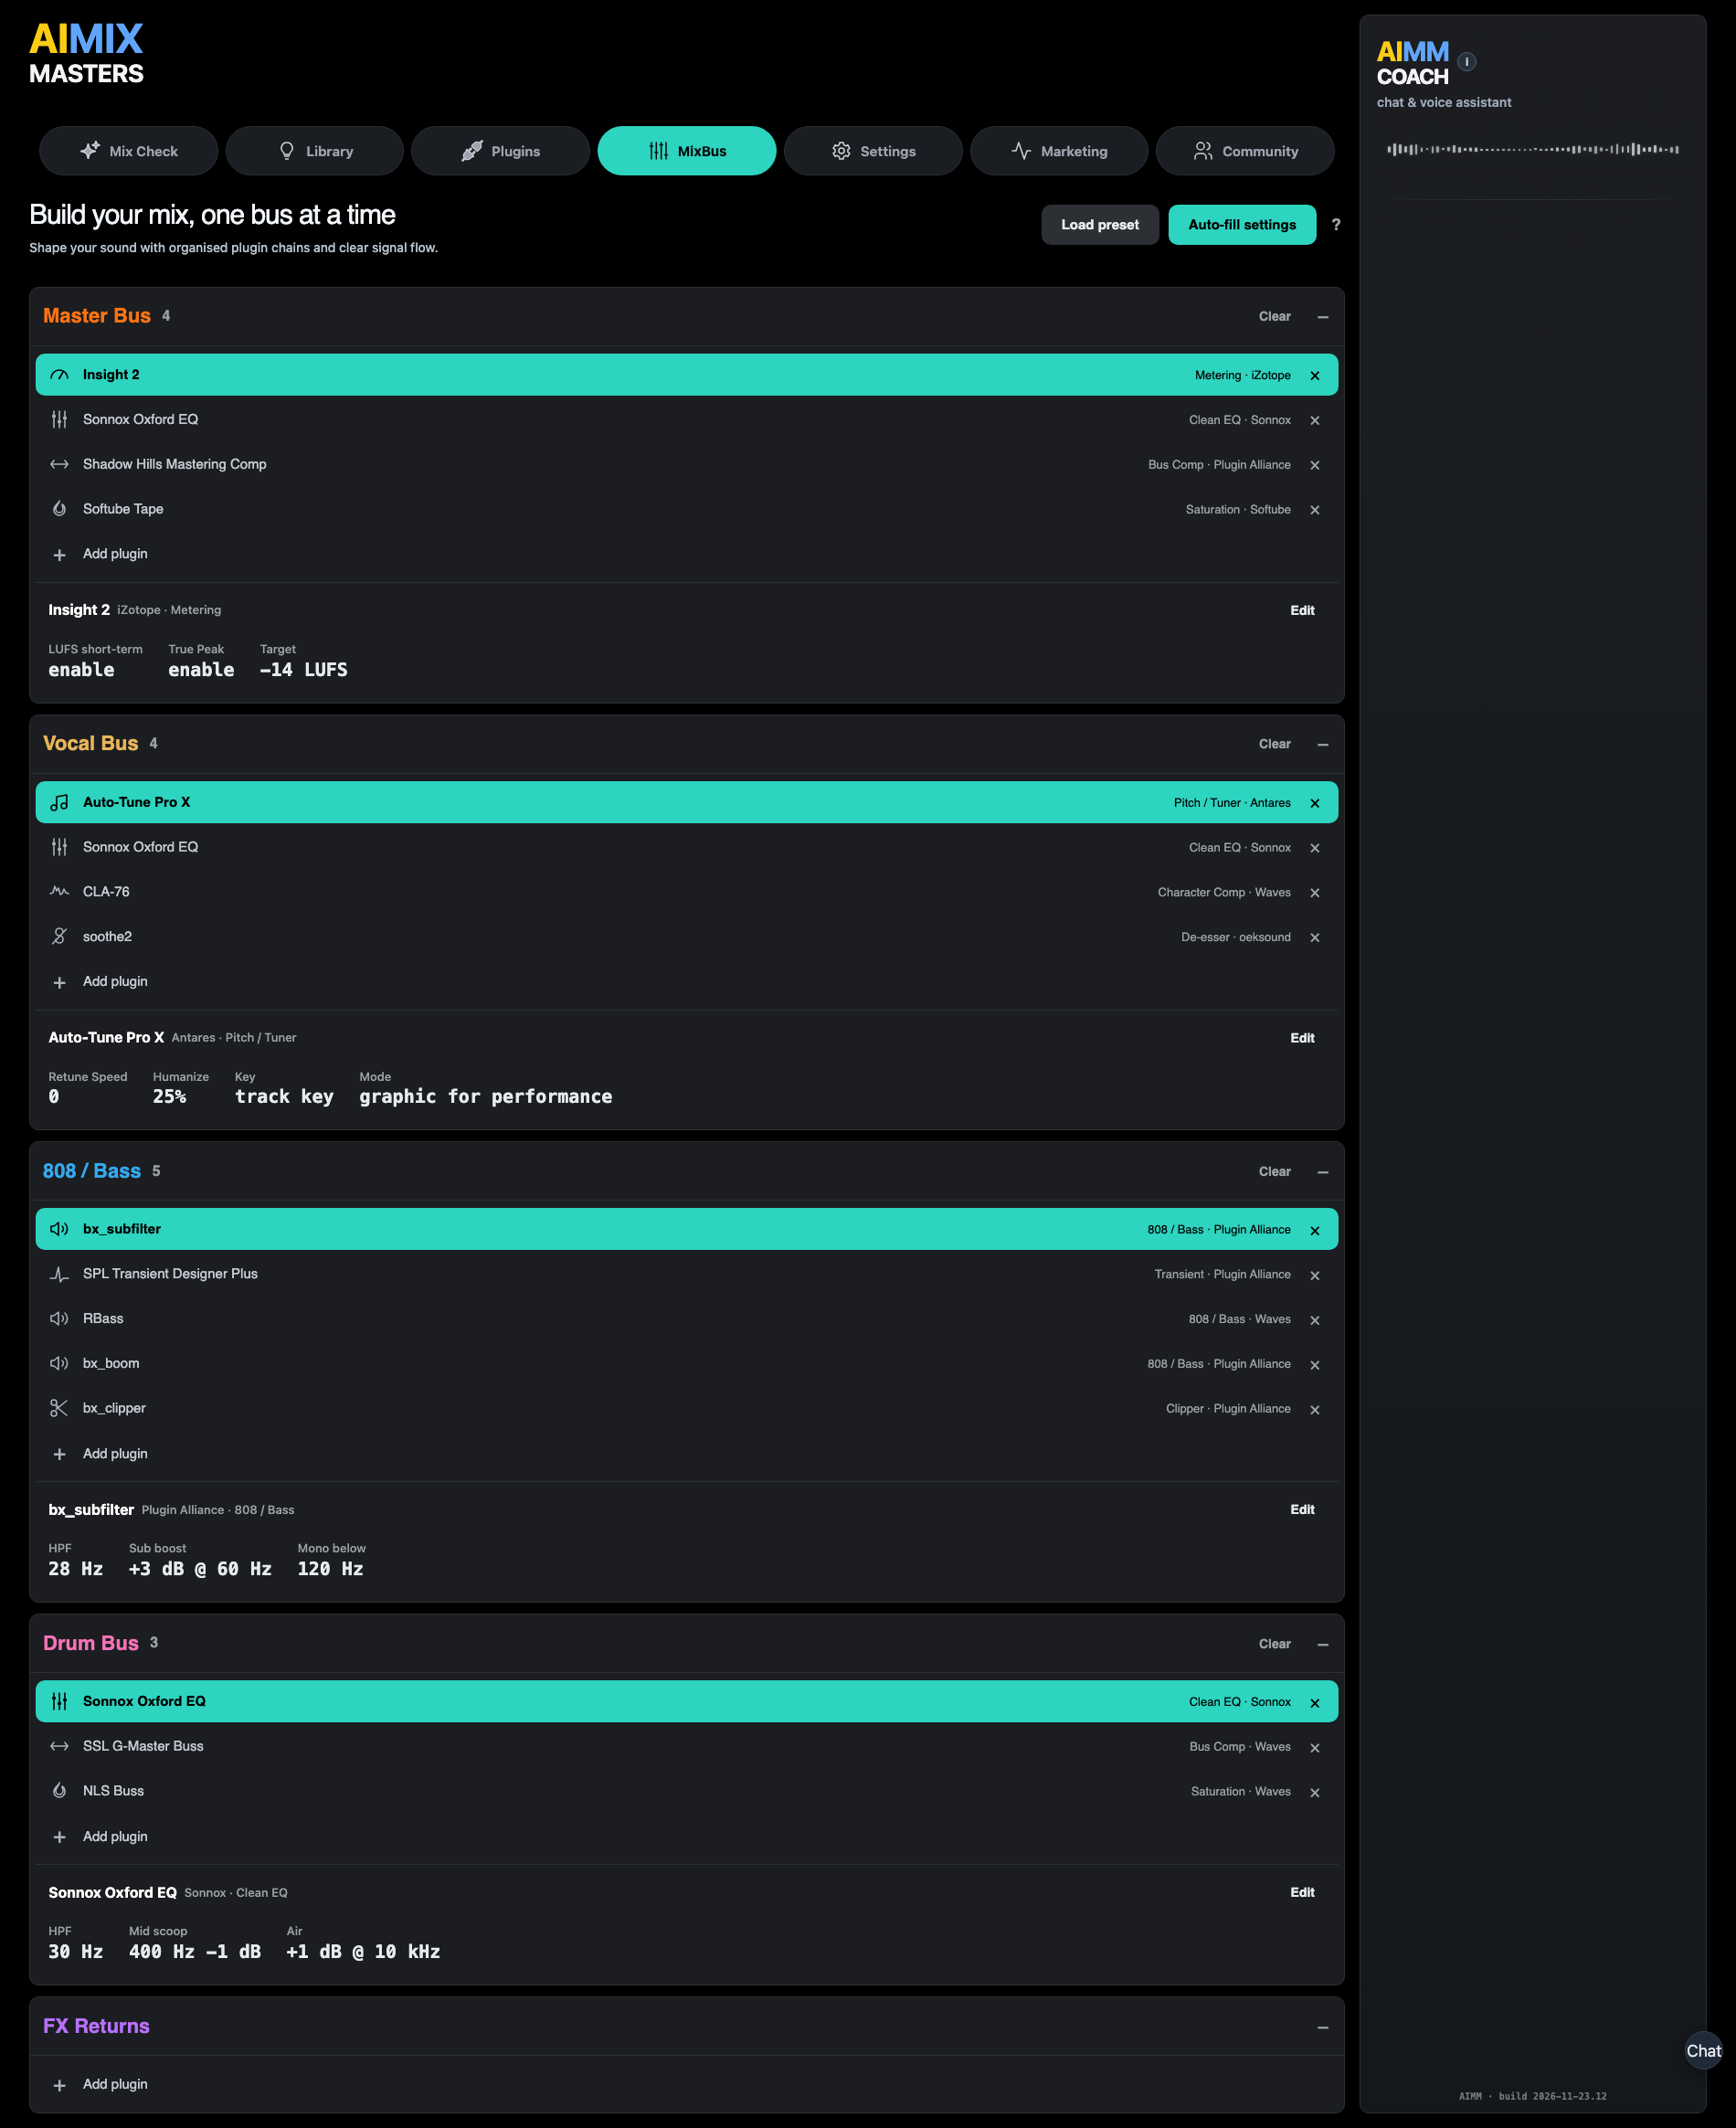 AIMIX
MASTERS
Mix Check
Library
Plugins
MixBus
Settings
Marketing
Community
Build your mix, one bus at a time
Shape your sound with organised plugin chains and clear signal flow.
Load preset
Auto-fill settings
?
Master Bus 4
Clear
Insight 2
Metering · iZotope
Sonnox Oxford EQ
Clean EQ · Sonnox
Shadow Hills Mastering Comp
Bus Comp · Plugin Alliance
Softube Tape
Saturation · Softube
Add plugin
Insight 2 iZotope · Metering
Edit
LUFS short-term True Peak Target
enable enable −14 LUFS
Vocal Bus 4
Clear
Auto-Tune Pro X
Pitch / Tuner · Antares
Sonnox Oxford EQ
Clean EQ · Sonnox
CLA-76
Character Comp · Waves
soothe2
De-esser · oeksound
Add plugin
Auto-Tune Pro X Antares · Pitch / Tuner
Edit
Retune Speed Humanize Key Mode
0 25% track key graphic for performance
808 / Bass 5
Clear
bx_subfilter
808 / Bass · Plugin Alliance
SPL Transient Designer Plus
Transient · Plugin Alliance
RBass
808 / Bass · Waves
bx_boom
808 / Bass · Plugin Alliance
bx_clipper
Clipper · Plugin Alliance
Add plugin
bx_subfilter Plugin Alliance · 808 / Bass
Edit
HPF Sub boost Mono below
28 Hz +3 dB @ 60 Hz 120 Hz
Drum Bus 3
Clear
Sonnox Oxford EQ
Clean EQ · Sonnox
SSL G-Master Buss
Bus Comp · Waves
NLS Buss
Saturation · Waves
Add plugin
Sonnox Oxford EQ Sonnox · Clean EQ
Edit
HPF Mid scoop Air
30 Hz 400 Hz −1 dB +1 dB @ 10 kHz
FX Returns
Add plugin
AIMM
COACH
chat & voice assistant
Chat
AIMM · build 2026-11-23.12